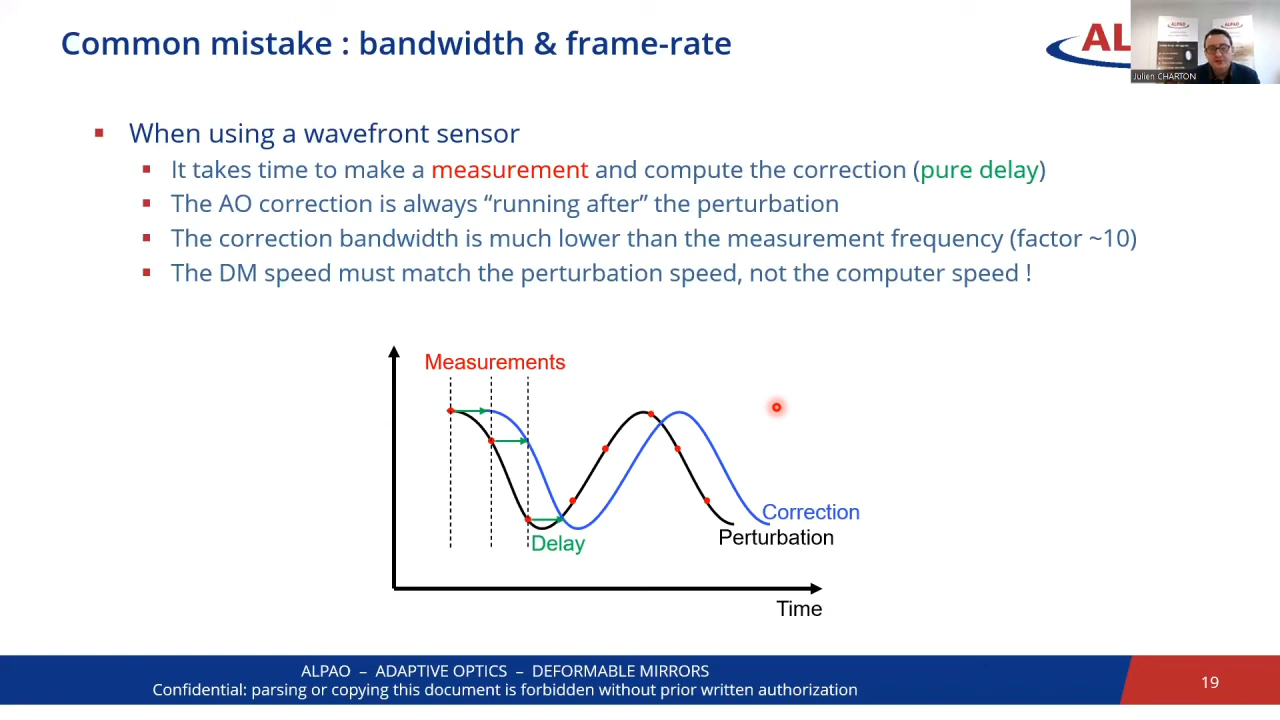 Common mistake : bandwidth & frame-rate
AL
Julien CHARTON
When using a wavefront sensor
It takes time to make a measurement and compute the correction (pure delay)
The AO correction is always “running after” the perturbation
The correction bandwidth is much lower than the measurement frequency (factor ~10)
The DM speed must match the perturbation speed, not the computer speed !
Measurements
Correction
Perturbation
Delay
Time
ALPAO – ADAPTIVE OPTICS – DEFORMABLE MIRRORS
Confidential: parsing or copying this document is forbidden without prior written authorization
19